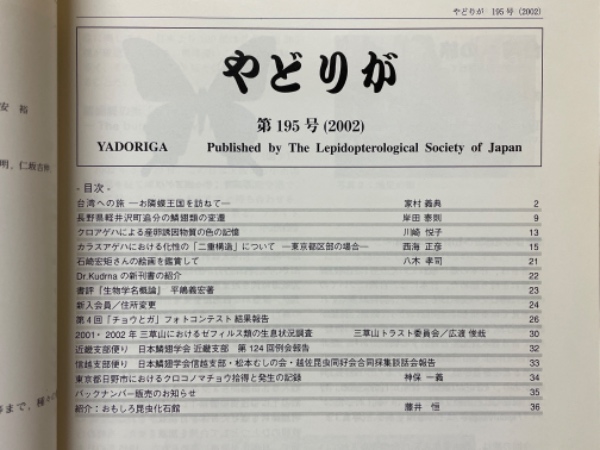 やどりが 195号 (2002)
やどりが
第195号(2002)
YADORIGA Published by The Lepidopterological Society of Japan
- 目次 -
台湾への旅 ―お隣蝶王国を訪ねて― 家村 義典 2
長野県軽井沢町追分の鱗翅類の変遷 岸田 泰則 9
クロアゲハによる産卵誘因物質の色の記憶 川崎 悦子 13
カラスアゲハにおける化性の「二重構造」について ―東京都区部の場合― 西海 正彦 15
石崎宏矩さんの絵画を鑑賞して 八木 孝司 21
Dr.Kudrna の新刊書の紹介 22
書評『生物学名概論』 平嶋義宏著 23
新入会員／住所変更 24
第4回「チョウとガ」フォトコンテスト 結果報告 26
2001・2002 年 三草山におけるゼフィルス類の生息状況調査 三草山トラスト委員会／広渡 俊哉 30
近畿支部便り 日本鱗翅学会 近畿支部 第124回例会報告 32
信越支部便り 日本鱗翅学会信越支部・松本むしの会・越佐昆虫同好会合同採集談話会報告 33
東京都日野市におけるクロコノマチョウ拾得と発生の記録 神保 一義 34
バックナンバー販売のお知らせ 35
紹介：おもしろ昆虫化石館 藤井 恒 36
安 裕
明, 仁
まで，種々